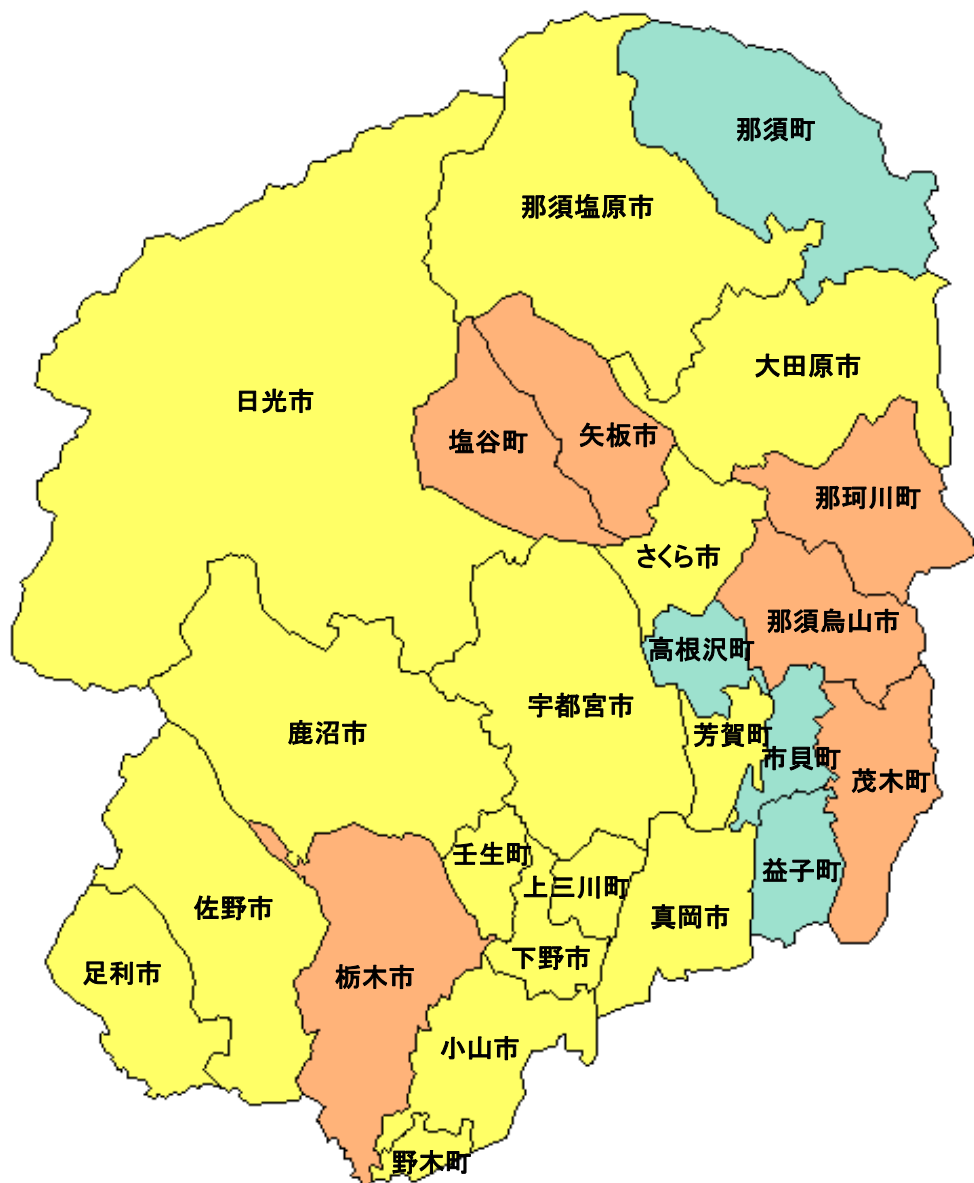 那須町
那須塩原市
大田原市
日光市
塩谷町
矢板市
那珂川町
さくら市
那須烏山市
高根沢町
宇都宮市
鹿沼市
芳賀町
市貝町
茂木町
壬生町
上三川町
益子町
佐野市
真岡市
下野市
足利市
栃木市
小山市
野木町